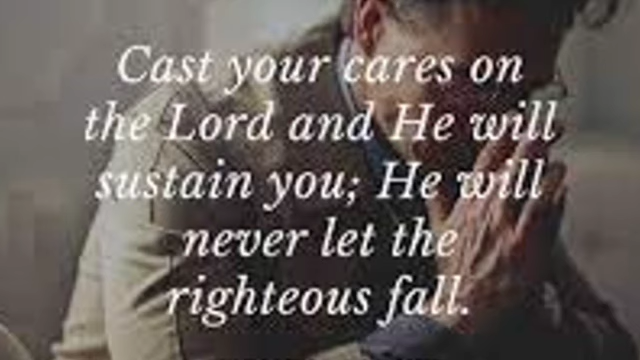 Cast your cares on
the Lord and He will
sustain you; He will
never let the
righteous fall.